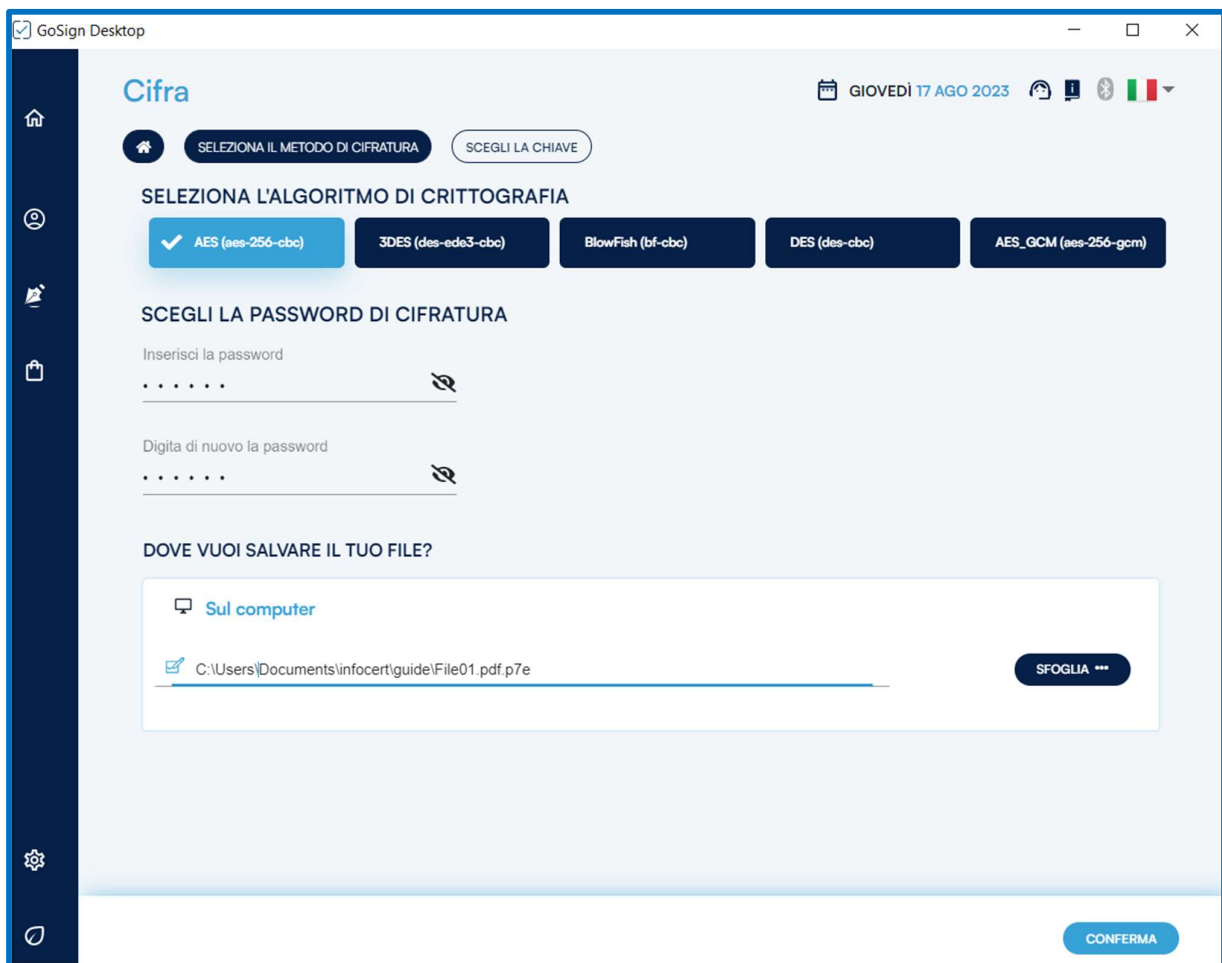 GoSign Desktop
Cifra
GIOVEDÌ 17 AGO 2023
SELEZIONA IL METODO DI CIFRATURA
SCEGLI LA CHIAVE
SELEZIONA L'ALGORITMO DI CRITTOGRAFIA
AES (aes-256-cbc)
3DES (des-ede3-cbc)
BlowFish (bf-cbc)
DES (des-cbc)
AES_GCM (aes-256-gcm)
SCEGLI LA PASSWORD DI CIFRATURA
Inserisci la password
Digita di nuovo la password
DOVE VUOI SALVARE IL TUO FILE?
Sul computer
C:\Users\Documents\infocert\guide\File01.pdf.p7e
SFOGLIA •••
CONFERMA